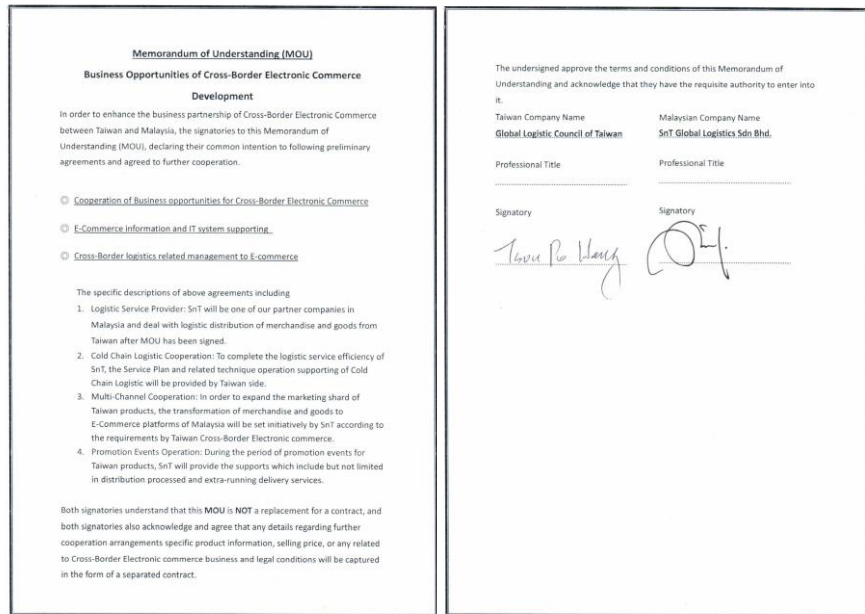 Memorandum of Understanding (MOU)
Business Opportunities of Cross-Border Electronic Commerce
Development
In order to enhance the business partnership of Cross-Border Electronic Commerce
between Taiwan and Malaysia, the signatories to this Memorandum of
Understanding (MOU), declaring their common intention to following preliminary
agreements and agreed to further cooperation.
◎ Cooperation of Business opportunities for Cross-Border Electronic Commerce
◎ E-Commerce information and IT system supporting
◎ Cross-Border logistics related management to E-commerce
The specific descriptions of above agreements including
1. Logistic Service Provider: SnT will be one of our partner companies in
Malaysia and deal with logistic distribution of merchandise and goods from
Taiwan after MOU has been signed.
2. Cold Chain Logistic Cooperation: To complete the logistic service efficiency of
SnT, the Service Plan and related technique operation supporting of Cold
Chain Logistic will be provided by Taiwan side.
3. Multi-Channel Cooperation: In order to expand the marketing shard of
Taiwan products, the transformation of merchandise and goods to
E-Commerce platforms of Malaysia will be set initiatively by SnT according to
the requirements by Taiwan Cross-Border Electronic commerce.
4. Promotion Events Operation: During the period of promotion events for
Taiwan products, SnT will provide the supports which include but not limited
in distribution processed and extra-running delivery services.
Both signatories understand that this MOU is NOT a replacement for a contract, and
both signatories also acknowledge and agree that any details regarding further
cooperation arrangements specific product information, selling price, or any related
to Cross-Border Electronic commerce business and legal conditions will be captured
in the form of a separated contract.
The undersigned approve the terms and conditions of this Memorandum of
Understanding and acknowledge that they have the requisite authority to enter into
it.
Taiwan Company Name Malaysian Company Name
Global Logistic Council of Taiwan SnT Global Logistics Sdn Bhd.
Professional Title Professional Title
Signatory Signatory